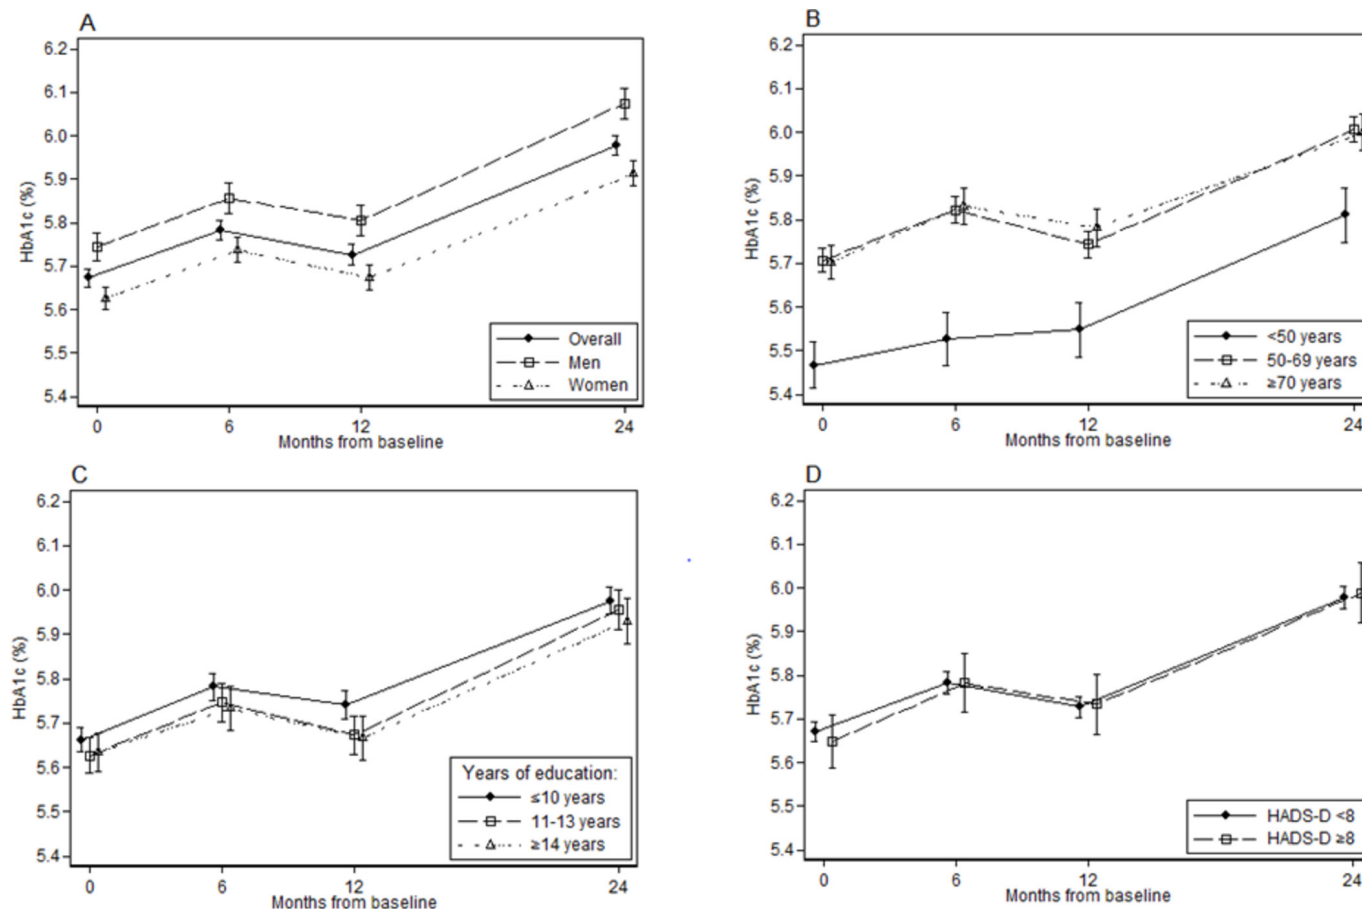 A
6.2
6.1
6.0
5.9
5.8
5.7
5.6
5.5
5.4
HbA1c (%)
Overall
Men
Women
0 6 12 24
Months from baseline
B
6.2
6.1
6.0
5.9
5.8
5.7
5.6
5.5
5.4
HbA1c (%)
<50 years
50-69 years
≥70 years
0 6 12 24
Months from baseline
C
6.2
6.1
6.0
5.9
5.8
5.7
5.6
5.5
5.4
HbA1c (%)
Years of education:
≤10 years
11-13 years
≥14 years
0 6 12 24
Months from baseline
D
6.2
6.1
6.0
5.9
5.8
5.7
5.6
5.5
5.4
HbA1c (%)
HADS-D <8
HADS-D ≥8
0 6 12 24
Months from baseline